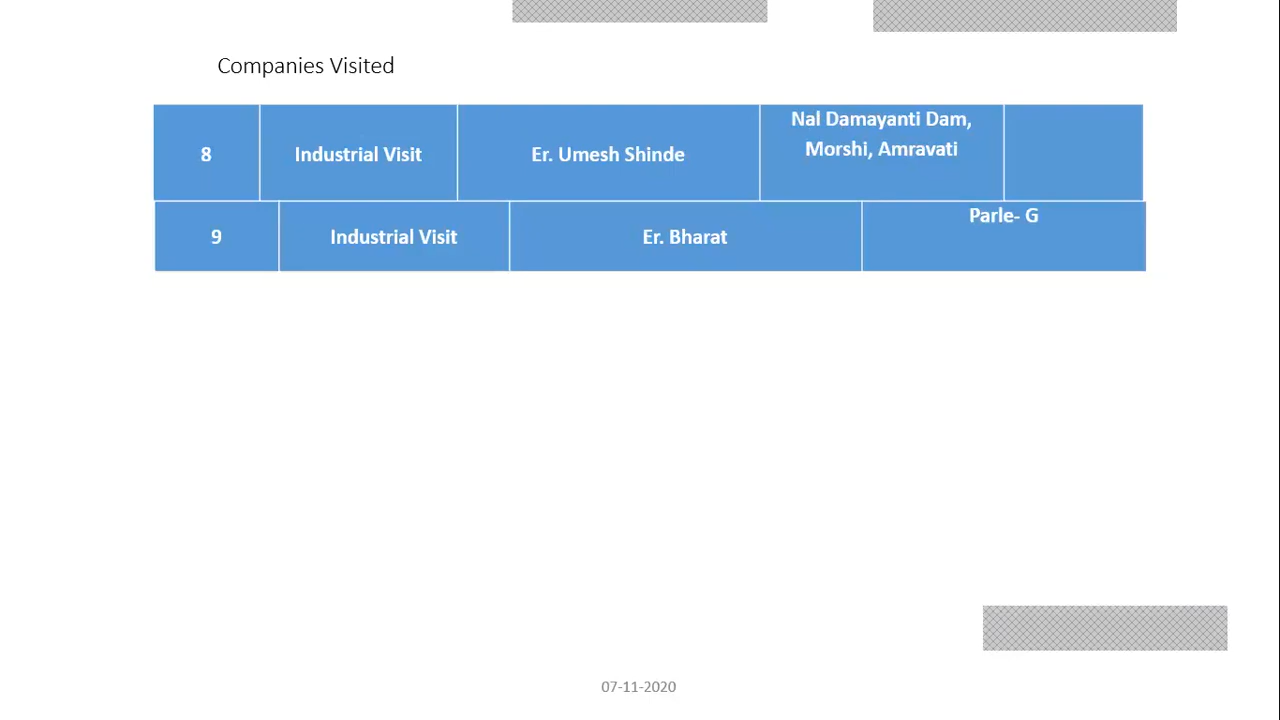 Companies Visited
8 Industrial Visit Er. Umesh Shinde Nal Damayanti Dam,
Morshi, Amravati
9 Industrial Visit Er. Bharat Parle- G
07-11-2020